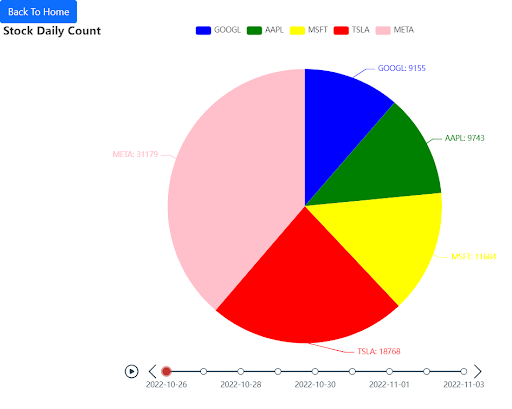 Back To Home
Stock Daily Count
GOOGL AAPL MSFT TSLA META
GOOGL: 9155
AAPL: 9743
META: 31179
MSFT:
TSLA: 18768
2022-10-26 2022-10-28 2022-10-30 2022-11-01 2022-11-03